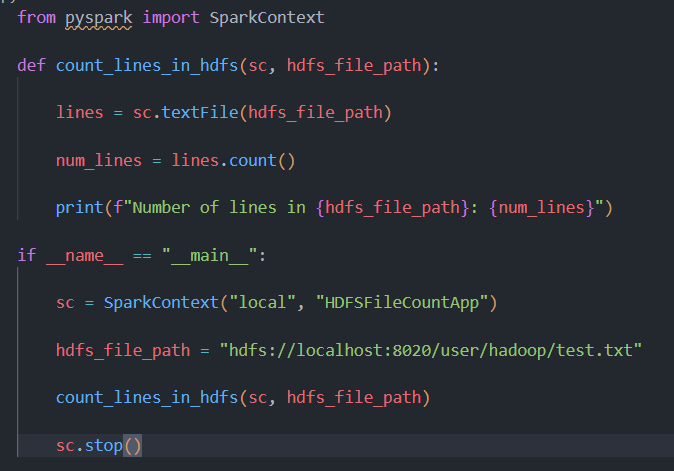 from pyspark import SparkContext
def count_lines_in_hdfs(sc, hdfs_file_path):
    lines = sc.textFile(hdfs_file_path)
    num_lines = lines.count()
    print(f"Number of lines in {hdfs_file_path}: {num_lines}")
if __name__ == "__main__":
    sc = SparkContext("local", "HDFSFileCountApp")
    hdfs_file_path = "hdfs://localhost:8020/user/hadoop/test.txt"
    count_lines_in_hdfs(sc, hdfs_file_path)
    sc.stop()